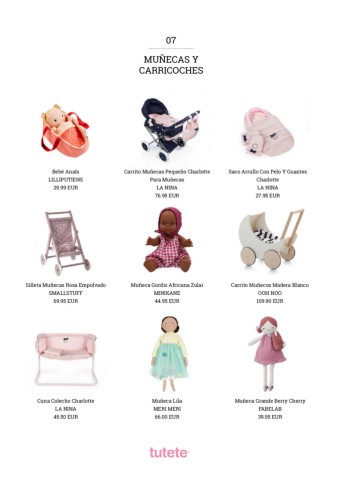 07
MUÑECAS Y
CARRICOCHES
Bebé Anaïs
LILLIPUTIENS
29.99 EUR
Carrito Muñecas Pequeño Charlotte
Para Muñecas
LA NINA
76.95 EUR
Saco Arrullo Con Pelo Y Guantes
Charlotte
LA NINA
27.95 EUR
Silleta Muñecas Rosa Empolvado
SMALLSTUFF
69.95 EUR
Muñeca Gordis Africana Zulai
MINIKANE
44.95 EUR
Carrito Muñecos Madera Blanco
OOH NOO
109.90 EUR
Cuna Colecho Charlotte
LA NINA
45.50 EUR
Muñeca Lila
MERI MERI
66.00 EUR
Muñeca Grande Berry Cherry
FABELAB
39.95 EUR
tutete